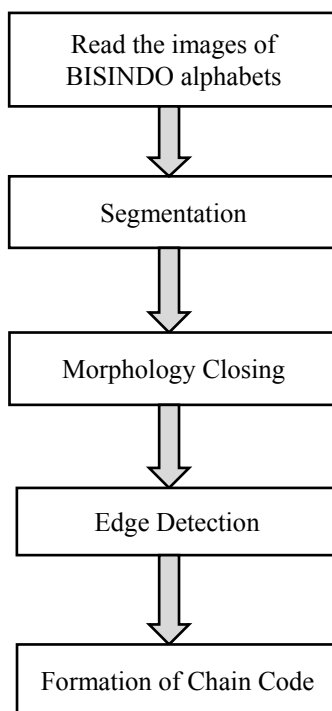 Read the images of
BISINDO alphabets
Segmentation
Morphology Closing
Edge Detection
Formation of Chain Code